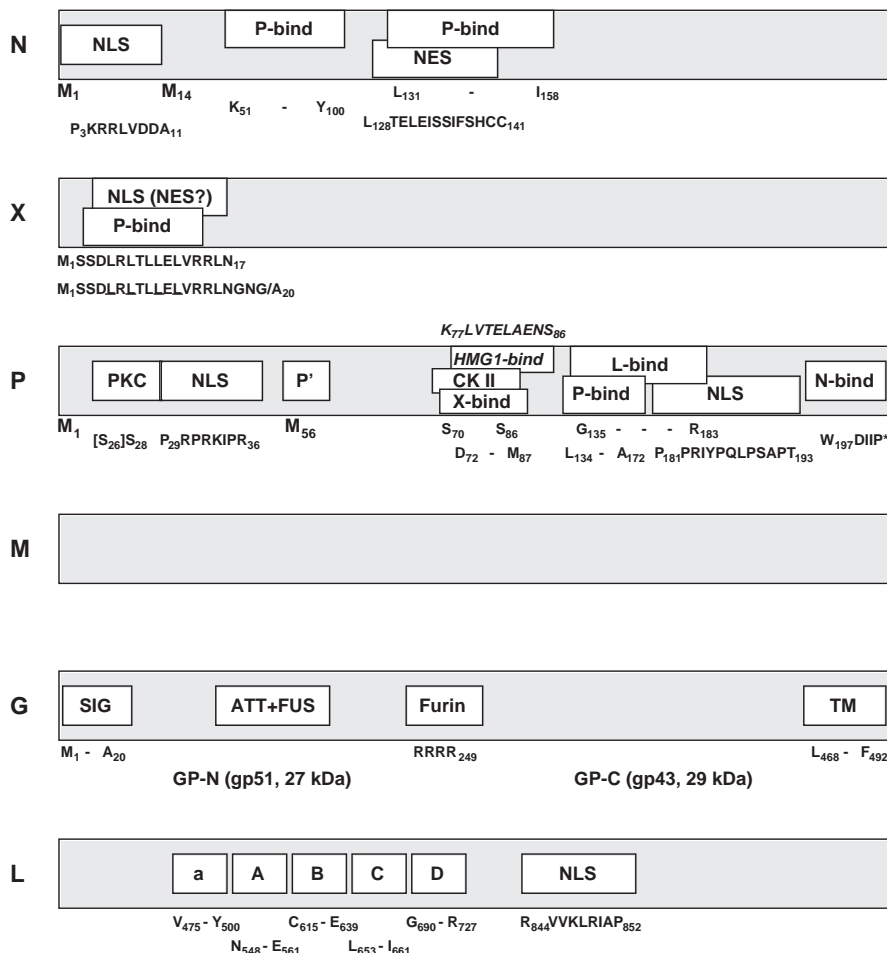 N
NLS
P-bind
P-bind
NES
M1 M14
K51 - Y100
L131 - I158
P3KRRLVDDA11
L128TELEISSIFSHCC141
X
NLS (NES?)
P-bind
M1SSDLRLTLLELVRRLN17
M1SSDLRLTLLELVRRLNGNG/A20
K77LVTELAENS86
P
PKC
NLS
P’
HMG1-bind
CK II
X-bind
L-bind
P-bind
NLS
N-bind
M1
[S26]S28
P29RPRKIPR36
M56
S70 S86
D72 - M87
G135 - - - R183
L134 - A172
P181PRIYPQLPSAPT193
W197DIIP*
M
G
SIG
ATT+FUS
Furin
TM
M1 - A20
RRRR249
L468 - F492
GP-N (gp51, 27 kDa)
GP-C (gp43, 29 kDa)
L
a
A
B
C
D
NLS
V475 - Y500
C615 - E639
G690 - R727
R844VVKLRIAP852
N548 - E561
L653 - I661